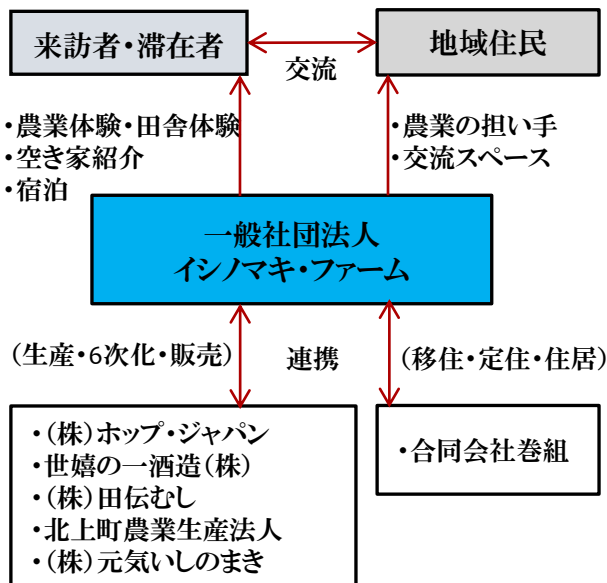 来訪者・滞在者
地域住民
交流
・農業体験・田舎体験
・空き家紹介
・宿泊
・農業の担い手
・交流スペース
一般社団法人
イシノマキ・ファーム
(生産・6次化・販売)
連携
(移住・定住・住居)
・(株)ホップ・ジャパン
・世嬉の一酒造(株)
・(株)田伝むし
・北上町農業生産法人
・(株)元気いしのまき
・合同会社巻組